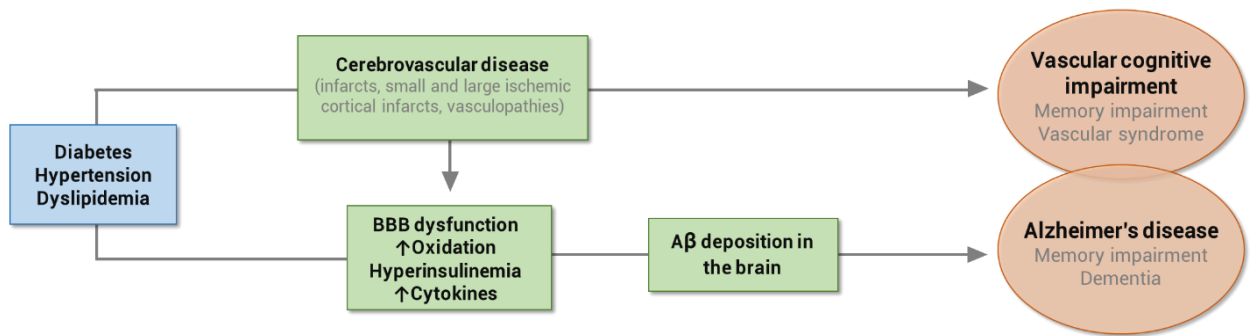 Diabetes
Hypertension
Dyslipidemia
Cerebrovascular disease
(infarcts, small and large ischemic
cortical infarcts, vasculopathies)
BBB dysfunction
↑Oxidation
Hyperinsulinemia
↑Cytokines
Aβ deposition in
the brain
Vascular cognitive
impairment
Memory impairment
Vascular syndrome
Alzheimer's disease
Memory impairment
Dementia